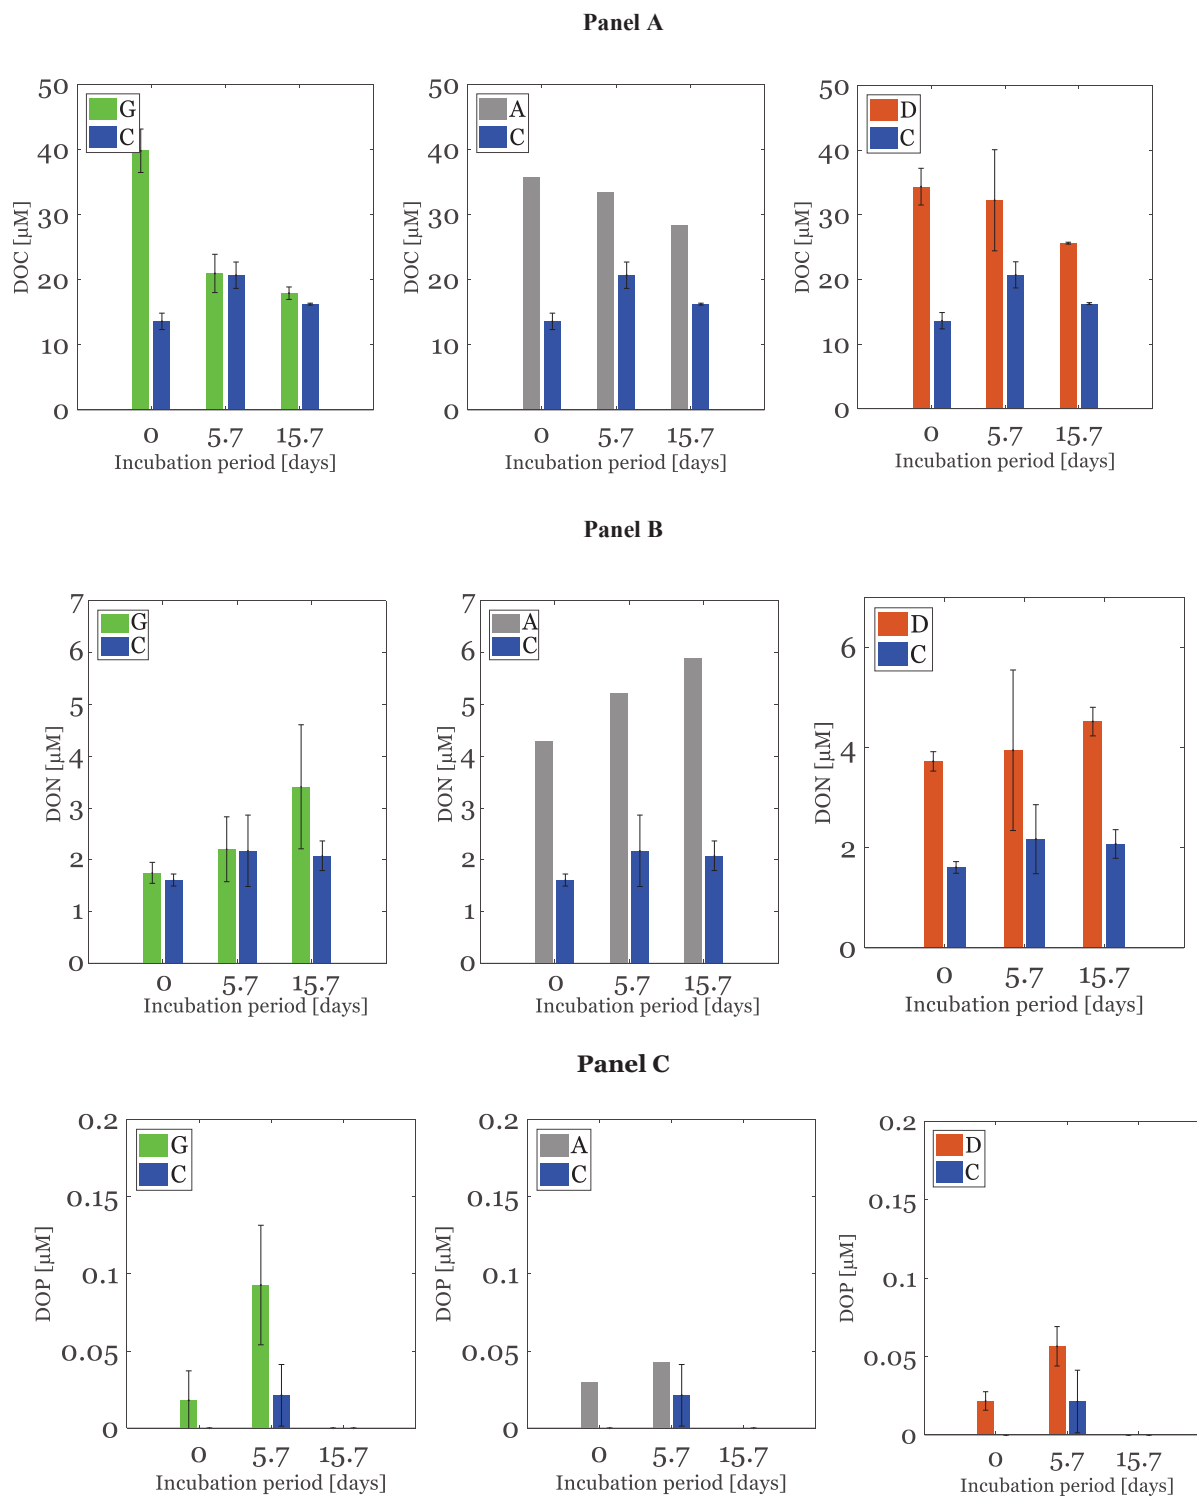 Panel A
50
40
30
20
10
0
DOC [µM]
G
C
0 5.7 15.7
Incubation period [days]
50
40
30
20
10
0
DOC [µM]
A
C
0 5.7 15.7
Incubation period [days]
50
40
30
20
10
0
DOC [µM]
D
C
0 5.7 15.7
Incubation period [days]
Panel B
7
6
5
4
3
2
1
0
DON [µM]
G
C
0 5.7 15.7
Incubation period [days]
7
6
5
4
3
2
1
0
DON [µM]
A
C
0 5.7 15.7
Incubation period [days]
6
4
2
0
DON [µM]
D
C
0 5.7 15.7
Incubation period [days]
Panel C
0.2
0.15
0.1
0.05
0
DOP [µM]
G
C
0 5.7 15.7
Incubation period [days]
0.2
0.15
0.1
0.05
0
DOP [µM]
A
C
0 5.7 15.7
Incubation period [days]
0.2
0.15
0.1
0.05
0
DOP [µM]
D
C
0 5.7 15.7
Incubation period [days]